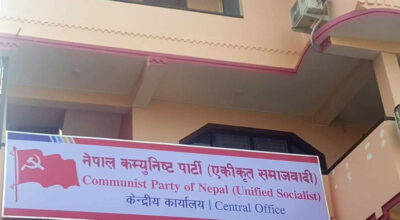 नेपाल कम्युनिष्ट पार्टी (एकीकृत समाजवादी)
Communist Party of Nepal (Unified Socialist)
केन्द्रीय कार्यालय | Central Office